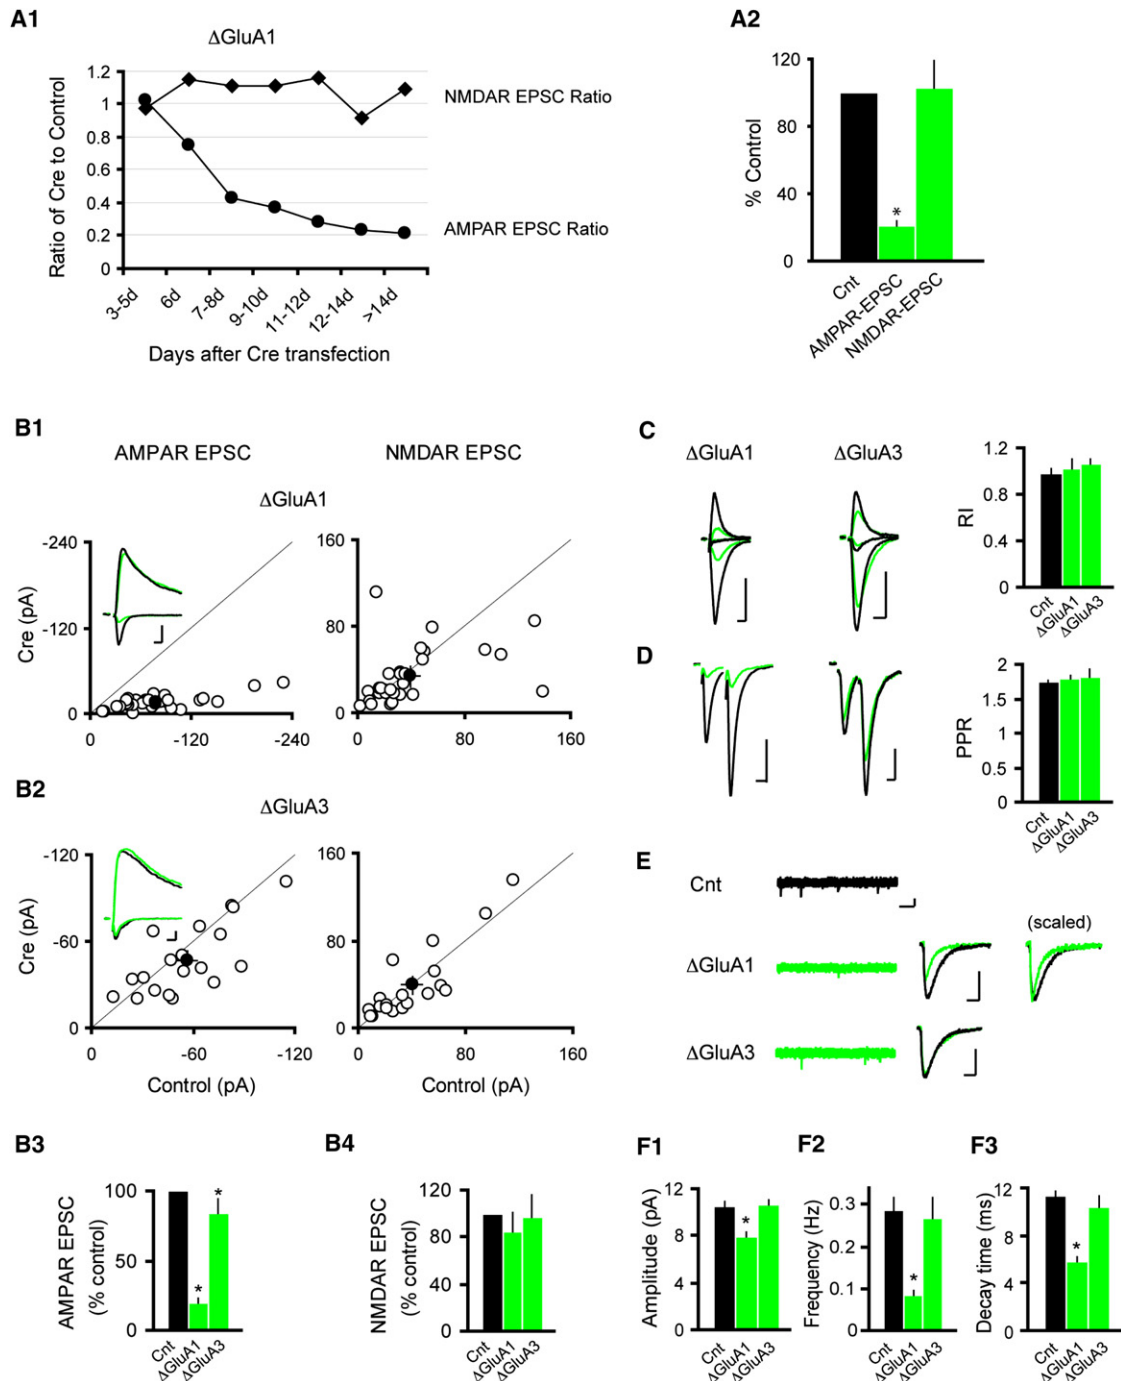 A1
ΔGluA1
Ratio of Cre to Control
1.2
1
0.8
0.6
0.4
0.2
0
NMDAR EPSC Ratio
AMPAR EPSC Ratio
3-5d
6d
7-8d
9-10d
11-12d
12-14d
>14d
Days after Cre transfection
A2
% Control
120
80
40
0
Cnt
AMPAR-EPSC
NMDAR-EPSC
*
B1
AMPAR EPSC
NMDAR EPSC
ΔGluA1
Cre (pA)
-240
-120
0
0
-120
-240
160
80
0
0
80
160
B2
ΔGluA3
Cre (pA)
-120
-60
0
0
-60
-120
Control (pA)
160
80
0
0
80
160
Control (pA)
B3
AMPAR EPSC
(% control)
100
50
0
*
*
Cnt
ΔGluA1
ΔGluA3
B4
NMDAR EPSC
(% control)
120
80
40
0
Cnt
ΔGluA1
ΔGluA3
C
ΔGluA1
ΔGluA3
RI
1.2
0.8
0.4
0
Cnt
ΔGluA1
ΔGluA3
D
PPR
2
1.5
1
0.5
0
Cnt
ΔGluA1
ΔGluA3
E
Cnt
ΔGluA1
(scaled)
ΔGluA3
F1
Amplitude (pA)
12
8
4
0
*
Cnt
ΔGluA1
ΔGluA3
F2
Frequency (Hz)
0.3
0.2
0.1
0
*
Cnt
ΔGluA1
ΔGluA3
F3
Decay time (ms)
12
8
4
0
*
Cnt
ΔGluA1
ΔGluA3